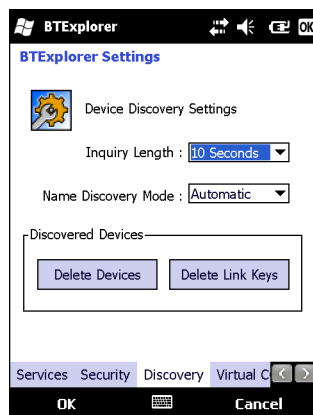 BTExplorer OK
BTExplorer Settings
Device Discovery Settings
Inquiry Length : 10 Seconds
Name Discovery Mode : Automatic
Discovered Devices
Delete Devices Delete Link Keys
Services Security Discovery Virtual C
OK Cancel